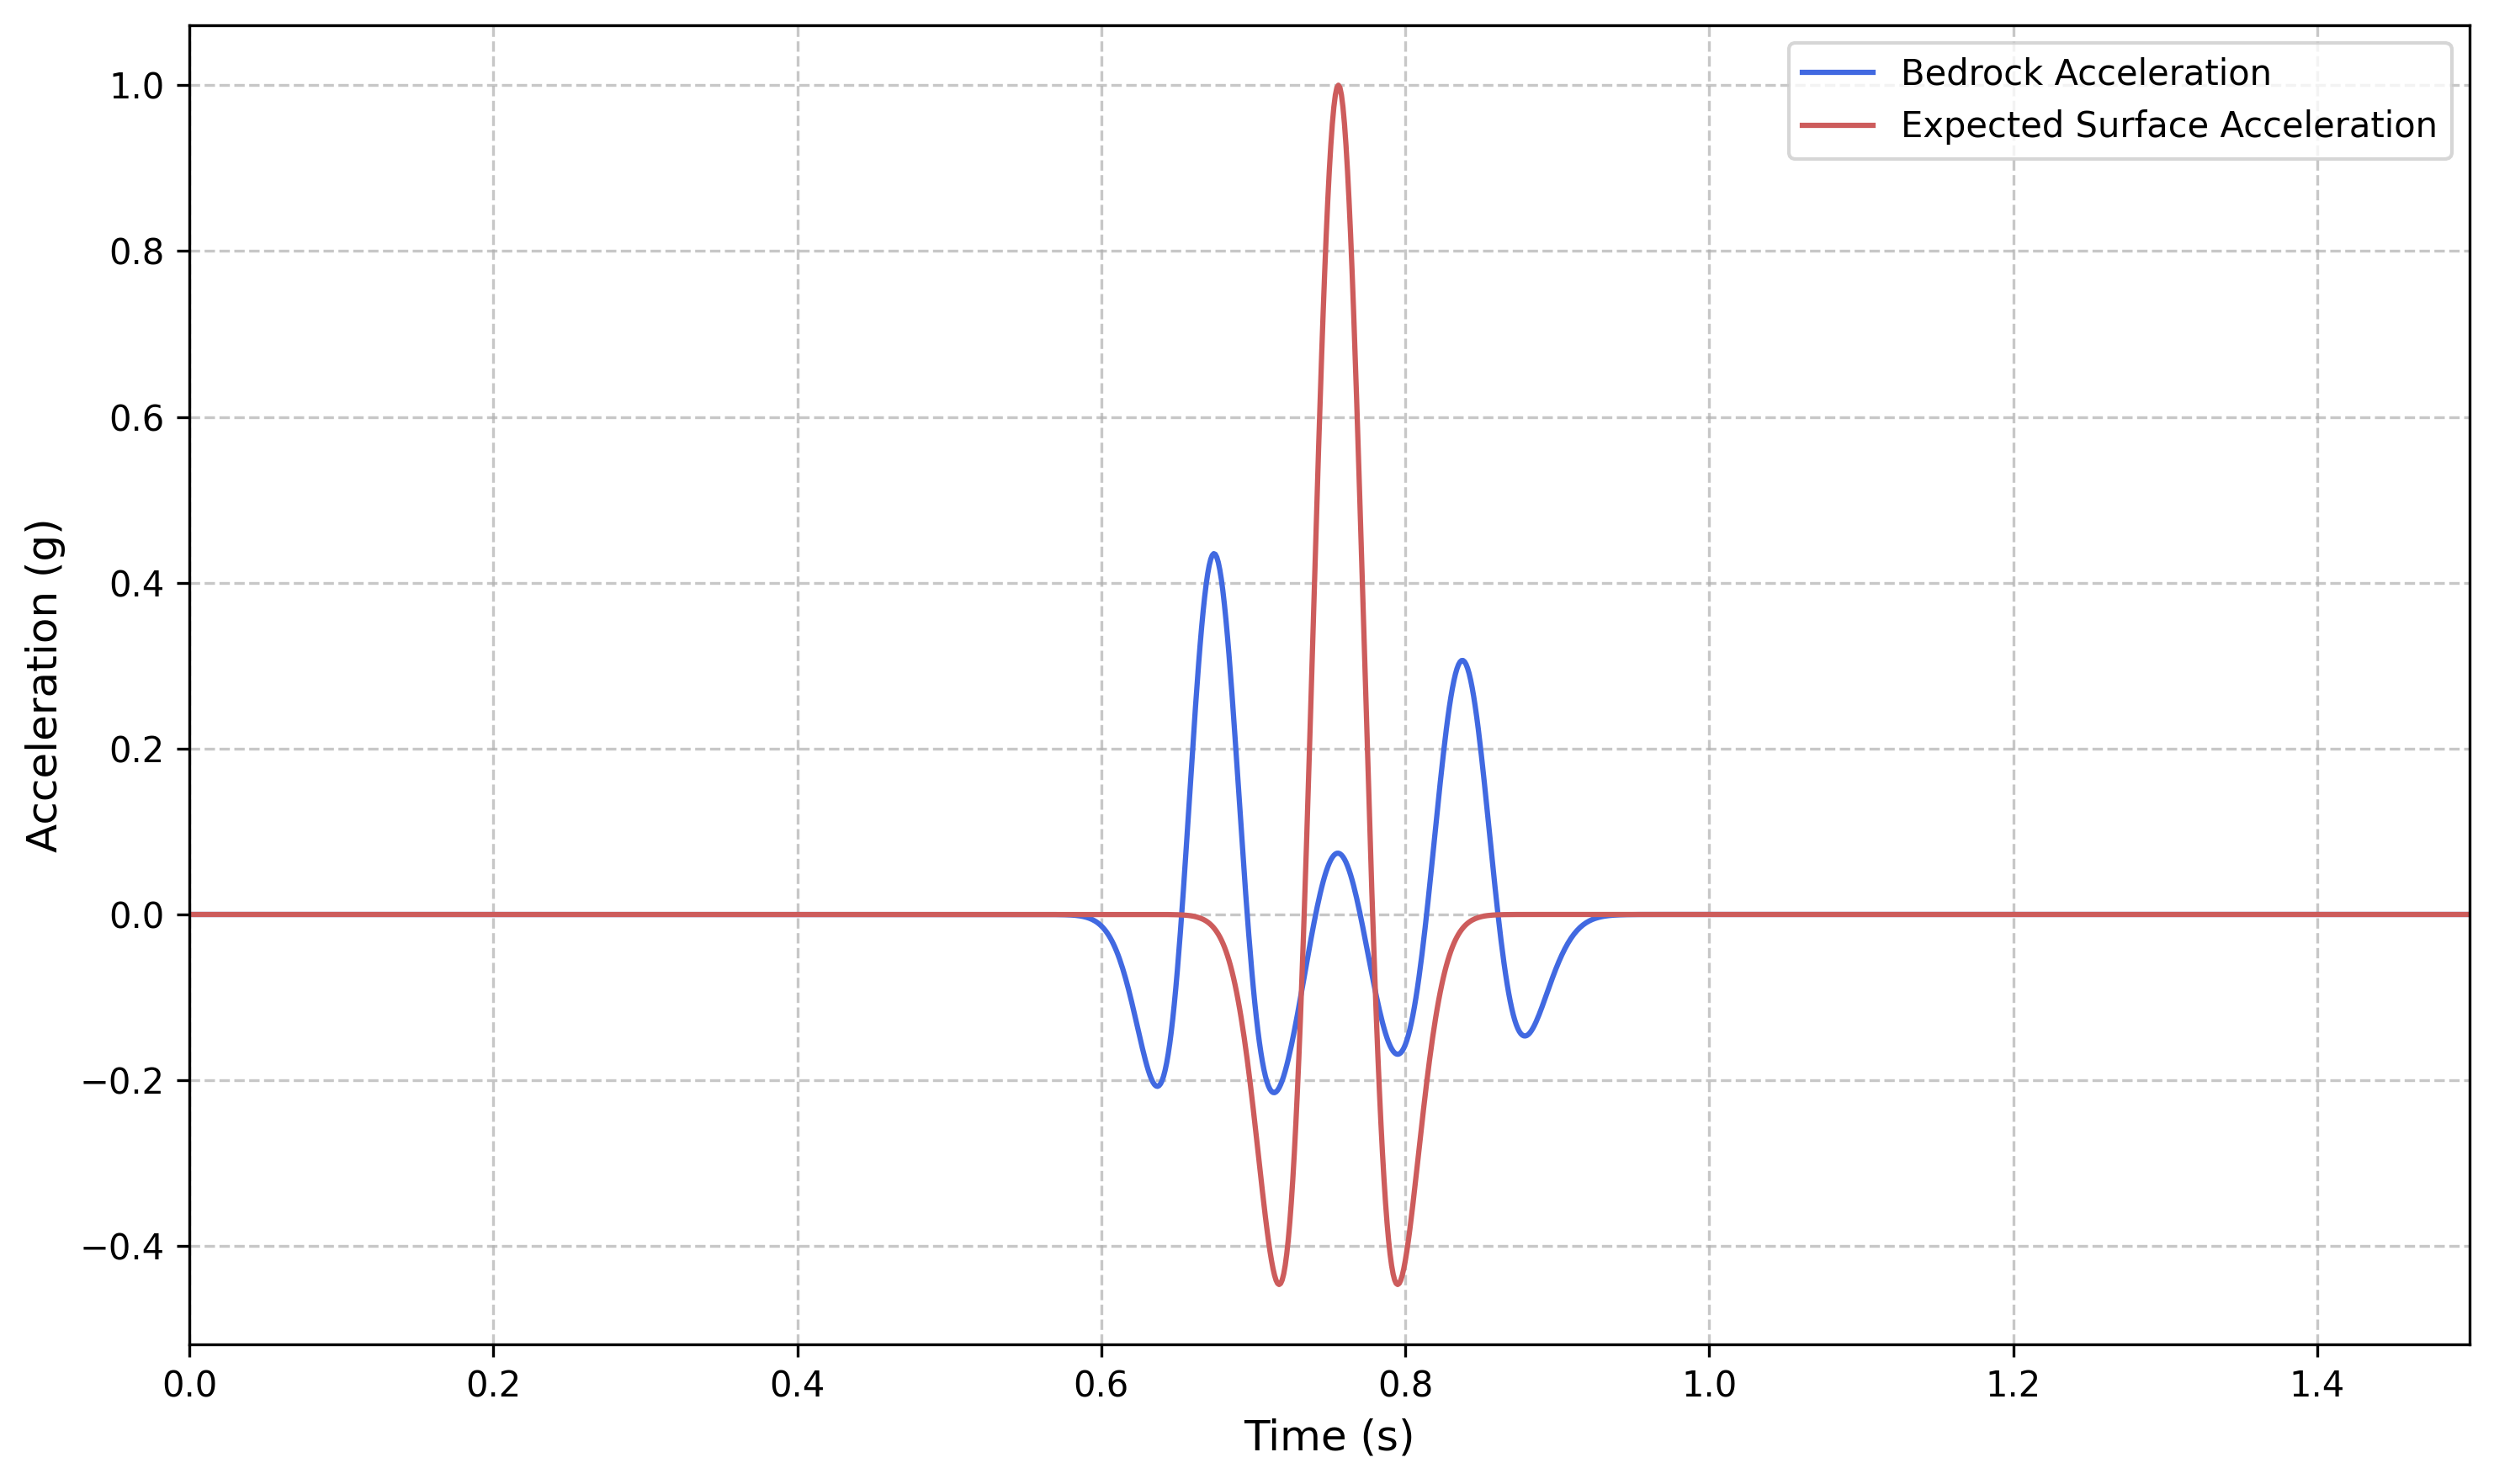 Bedrock Acceleration
Expected Surface Acceleration
Acceleration (g)
1.0
0.8
0.6
0.4
0.2
0.0
−0.2
−0.4
0.0 0.2 0.4 0.6 0.8 1.0 1.2 1.4
Time (s)